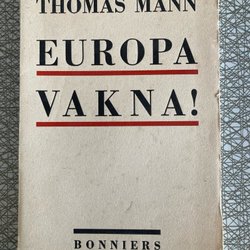 THOMAS MANN
EUROPA
VAKNA!
BONNIERS